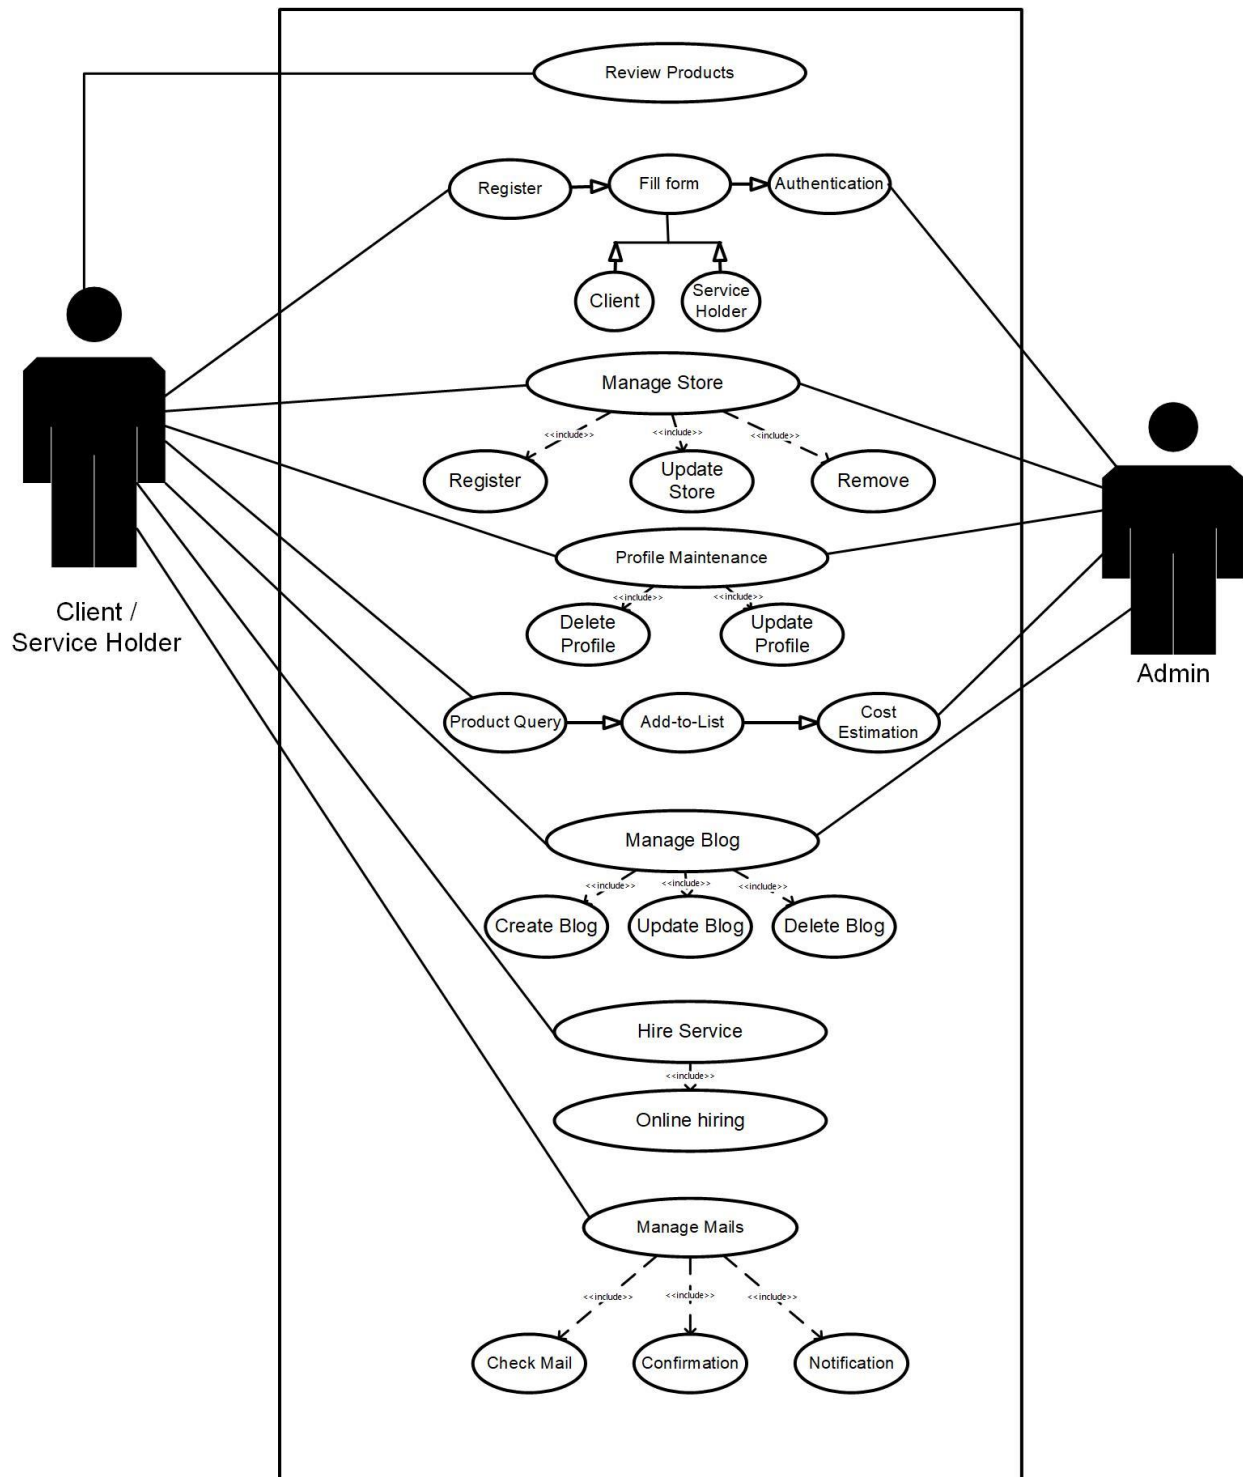 Review Products
Register
Fill form
Authentication
Client
Service
Holder
Manage Store
<<include>>
<<include>>
<<include>>
Register
Update
Store
Remove
Profile Maintenance
<<include>>
<<include>>
Delete
Profile
Update
Profile
Client /
Service Holder
Admin
Product Query
Add-to-List
Cost
Estimation
Manage Blog
<<include>>
<<include>>
<<include>>
Create Blog
Update Blog
Delete Blog
Hire Service
<<include>>
Online hiring
Manage Mails
<<include>>
<<include>>
<<include>>
Check Mail
Confirmation
Notification